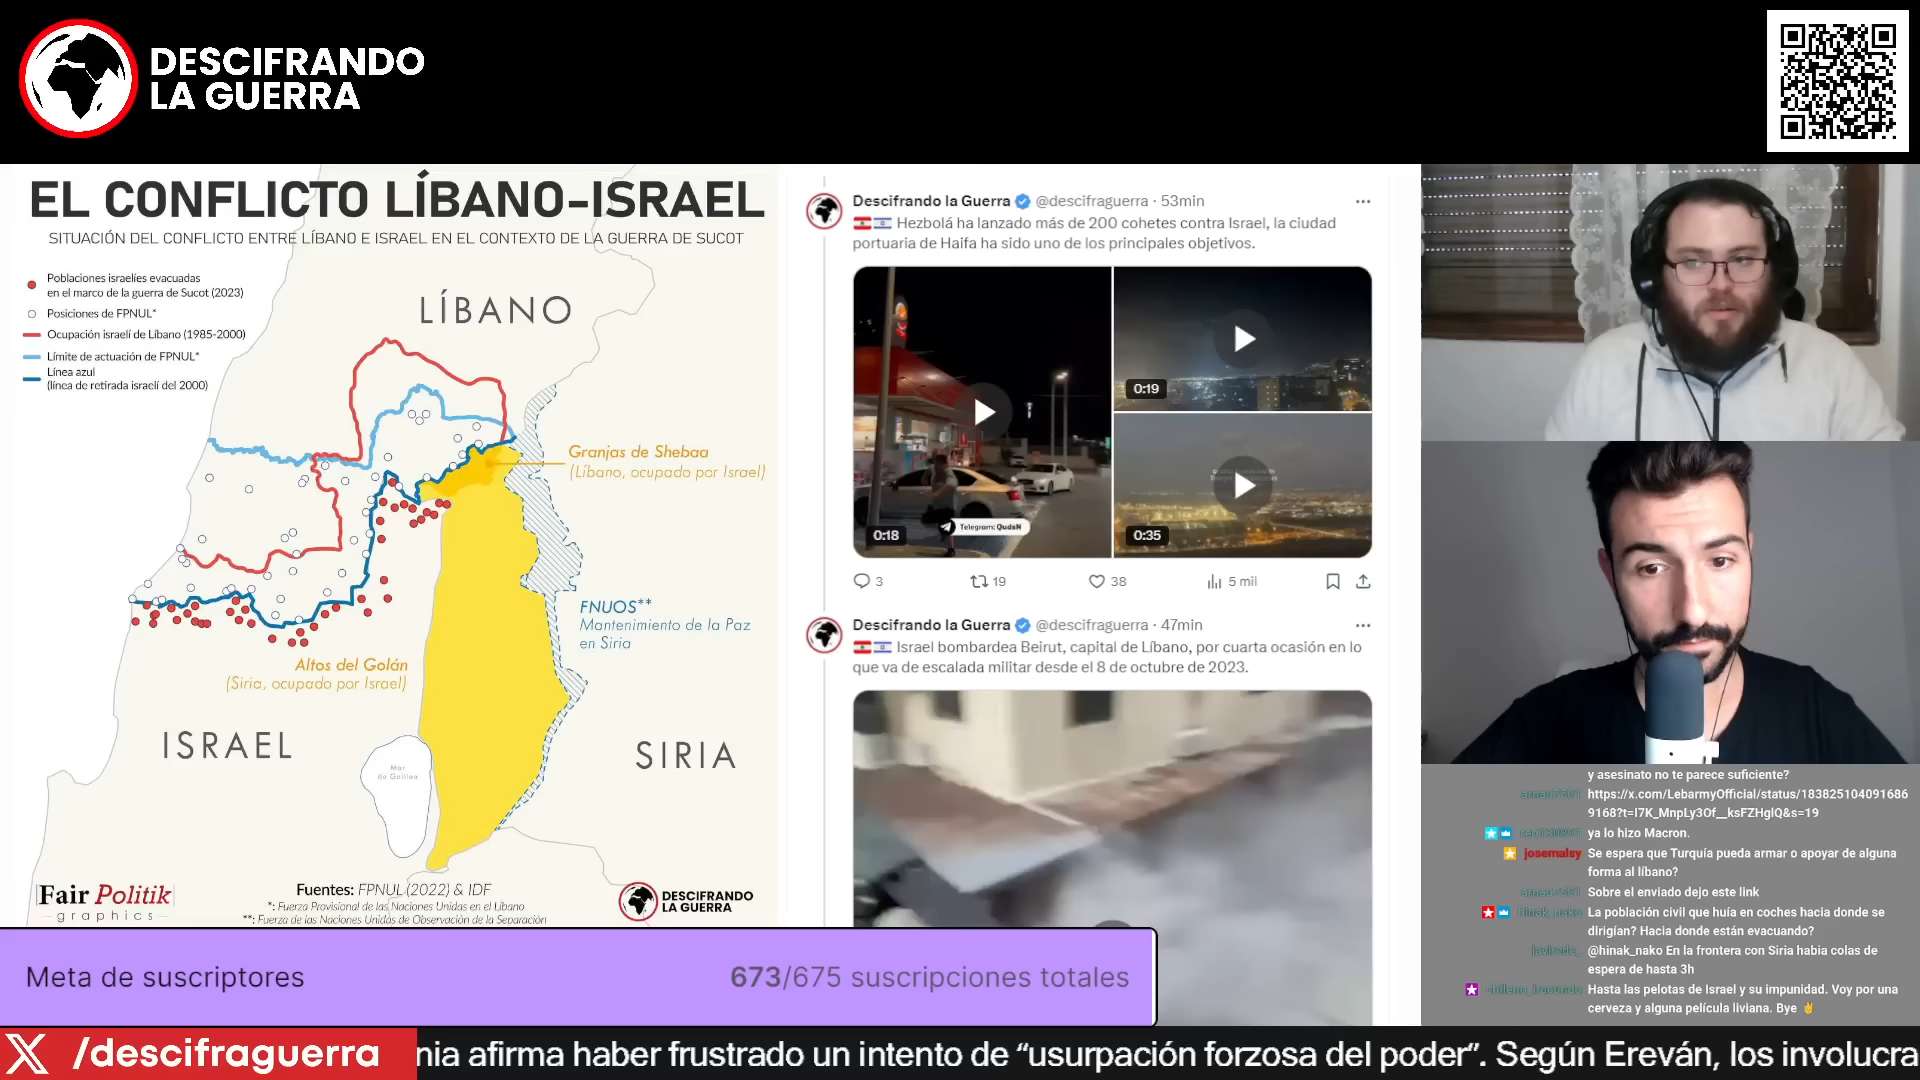 DESCIFRANDO
LA GUERRA
EL CONFLICTO LÍBANO-ISRAEL
SITUACIÓN DEL CONFLICTO ENTRE LÍBANO E ISRAEL EN EL CONTEXTO DE LA GUERRA DE SUCOT
Poblaciones israelíes evacuadas
en el marco de la guerra de Sucot (2023)
Posiciones de FPNUL*
Ocupación israelí de Líbano (1985-2000)
Límite de actuación de FPNUL*
Línea azul
(línea de retirada israelí del 2000)
LÍBANO
Granjas de Shebaa
(Líbano, ocupado por Israel)
FNUOS**
Mantenimiento de la Paz
en Siria
Altos del Golán
(Siria, ocupado por Israel)
ISRAEL
SIRIA
Mar
de Galilea
Fair Politik
graphics
Fuentes: FPNUL (2022) & IDF
*: Fuerza Provisional de las Naciones Unidas en el Líbano
**: Fuerza de las Naciones Unidas de Observación de la Separación
DESCIFRANDO
LA GUERRA
Descifrando la Guerra @descifraguerra · 53min
Hezbolá ha lanzado más de 200 cohetes contra Israel, la ciudad
portuaria de Haifa ha sido uno de los principales objetivos.
0:19
Telegram: QudsN
0:18
0:35
3 19 38 5 mil
Descifrando la Guerra @descifraguerra · 47min
Israel bombardea Beirut, capital de Líbano, por cuarta ocasión en lo
que va de escalada militar desde el 8 de octubre de 2023.
y asesinato no te parece suficiente?
https://x.com/LebarmyOfficial/status/183825104091686
9168?t=I7K_MnpLy3Of__ksFZHglQ&s=19
ya lo hizo Macron.
josemalsy Se espera que Turquía pueda armar o apoyar de alguna
forma al líbano?
Sobre el enviado dejo este link
hinak_nako La población civil que huía en coches hacia donde se
dirigían? Hacia donde están evacuando?
@hinak_nako En la frontera con Siria habia colas de
espera de hasta 3h
Hasta las pelotas de Israel y su impunidad. Voy por una
cerveza y alguna película liviana. Bye ✌
Meta de suscriptores 673/675 suscripciones totales
/descifraguerra
nia afirma haber frustrado un intento de “usurpación forzosa del poder”. Según Ereván, los involucra